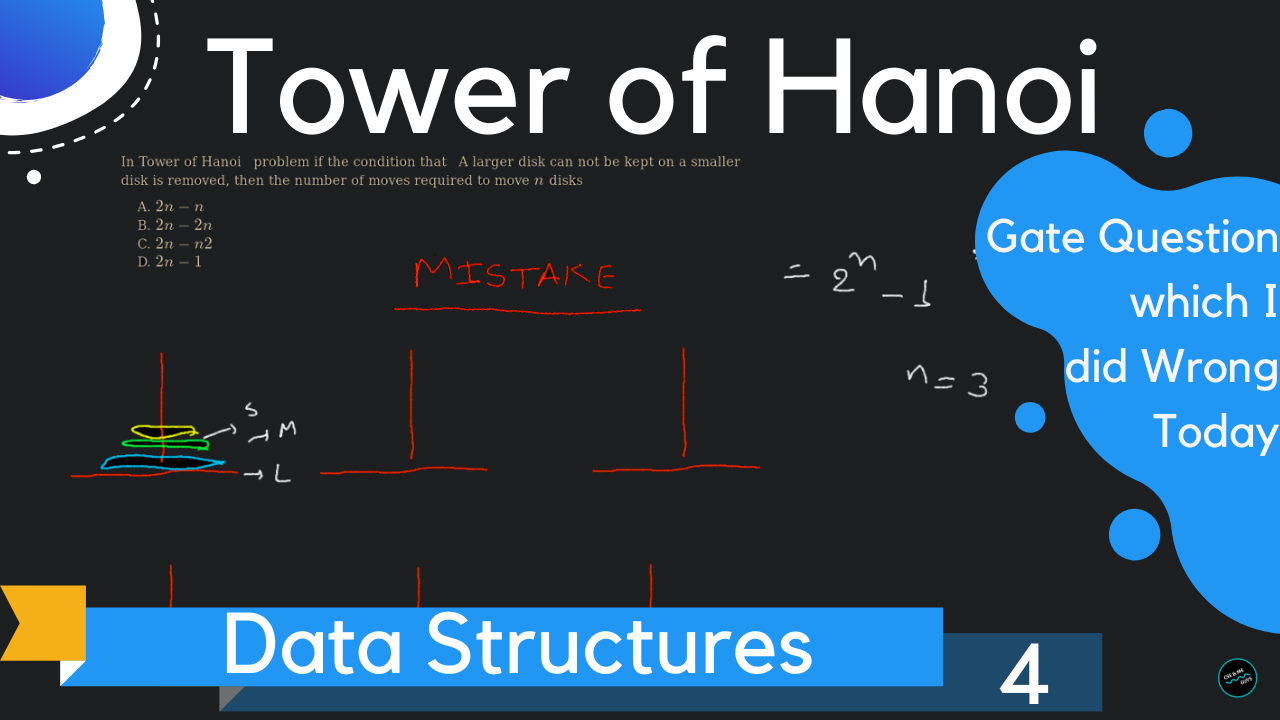 Tower of Hanoi
In Tower of Hanoi problem if the condition that A larger disk can not be kept on a smaller
disk is removed, then the number of moves required to move n disks
A. 2n − n
B. 2n − 2n
C. 2n − n2
D. 2n − 1
MISTAKE
= 2^n − 1
n = 3
Gate Question
which I
did Wrong
Today
S
→ M
→ L
Data Structures
4